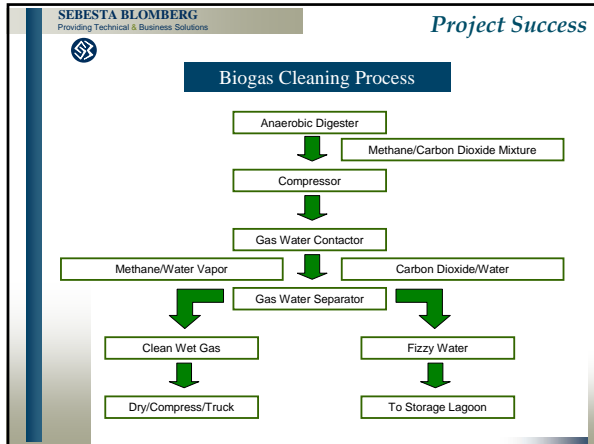 SEBESTA BLOMBERG
Providing Technical & Business Solutions
Project Success
Biogas Cleaning Process
Anaerobic Digester
Methane/Carbon Dioxide Mixture
Compressor
Gas Water Contactor
Methane/Water Vapor
Carbon Dioxide/Water
Gas Water Separator
Clean Wet Gas
Fizzy Water
Dry/Compress/Truck
To Storage Lagoon